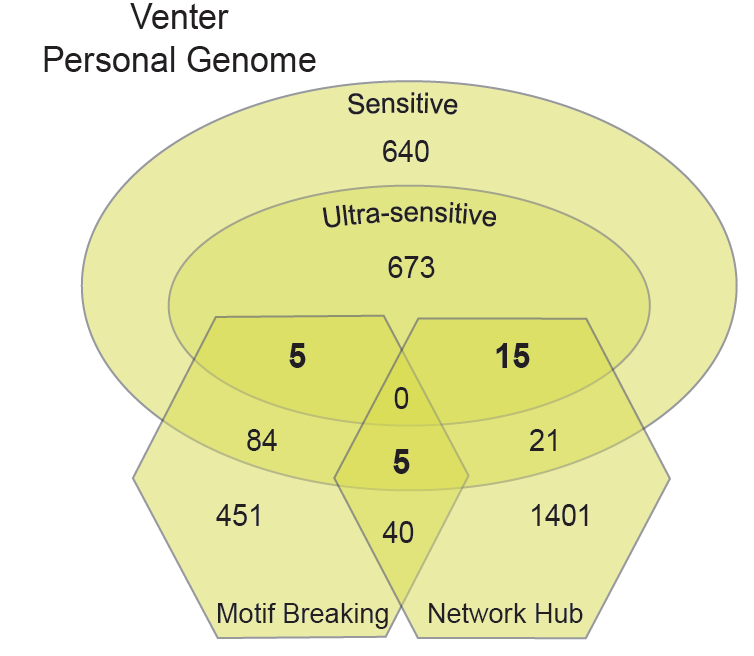 Venter
Personal Genome
Sensitive
640
Ultra-sensitive
673
5
15
0
84
21
5
451
1401
40
Motif Breaking
Network Hub